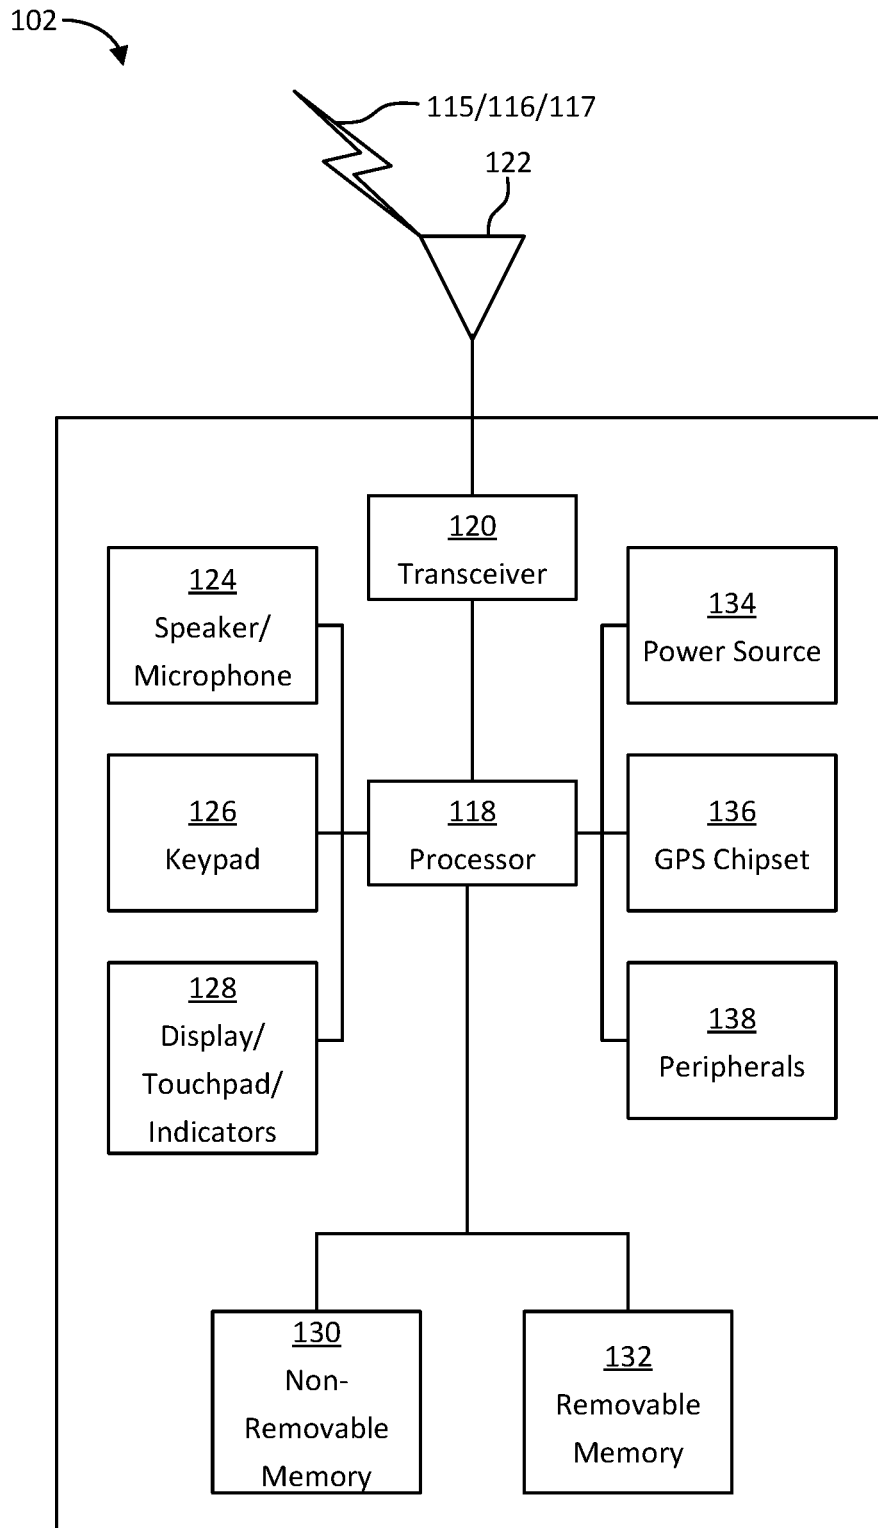 102
115/116/117
122
120
Transceiver
124
Speaker/
Microphone
134
Power Source
126
Keypad
118
Processor
136
GPS Chipset
128
Display/
Touchpad/
Indicators
138
Peripherals
130
Non-
Removable
Memory
132
Removable
Memory